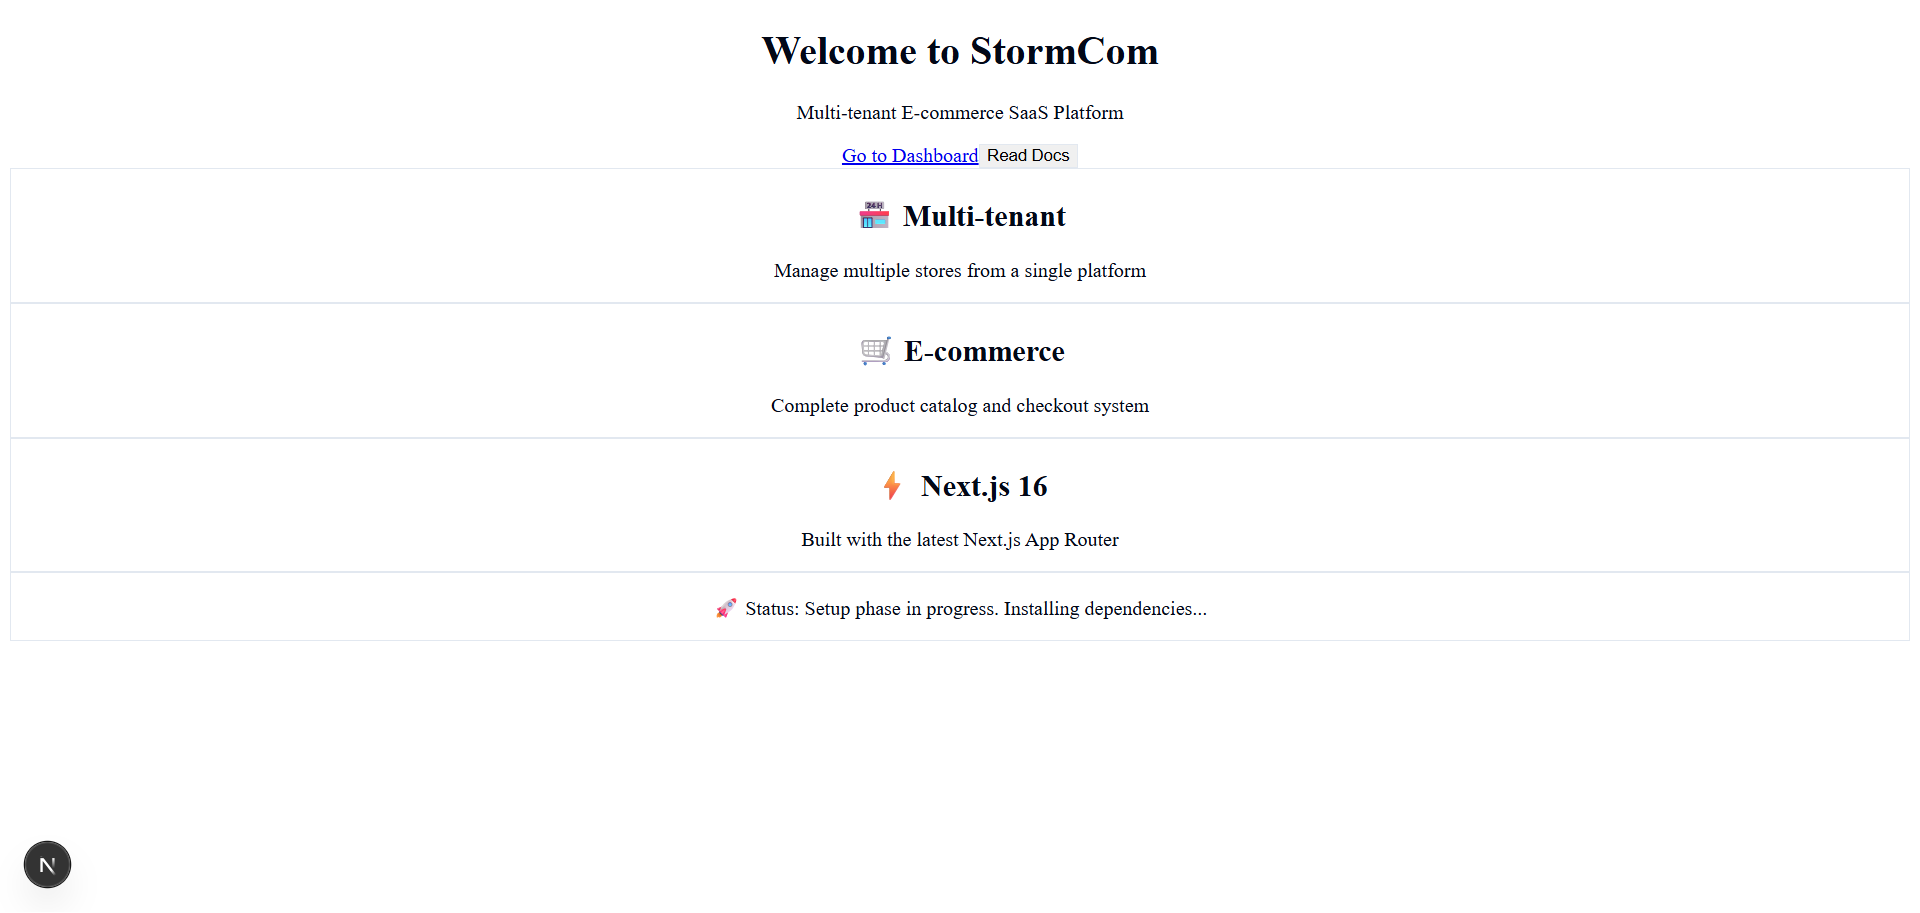 Welcome to StormCom
Multi-tenant E-commerce SaaS Platform
Go to Dashboard Read Docs
24H Multi-tenant
Manage multiple stores from a single platform
E-commerce
Complete product catalog and checkout system
Next.js 16
Built with the latest Next.js App Router
Status: Setup phase in progress. Installing dependencies...
N